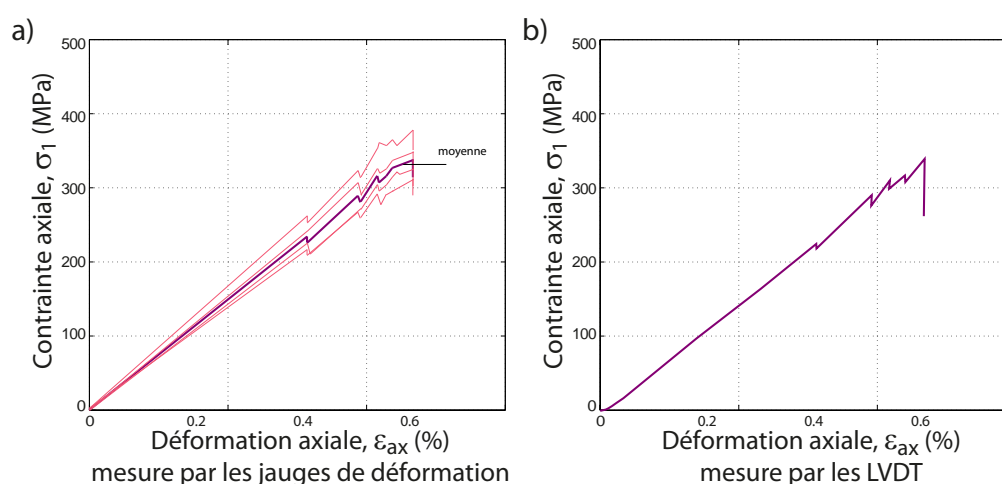 a)
500
400
300
200
100
0
Contrainte axiale, σ1 (MPa)
moyenne
0
0.2
0.4
0.6
Déformation axiale, εax (%)
mesure par les jauges de déformation
b)
500
400
300
200
100
0
Contrainte axiale, σ1 (MPa)
0
0.2
0.4
0.6
Déformation axiale, εax (%)
mesure par les LVDT